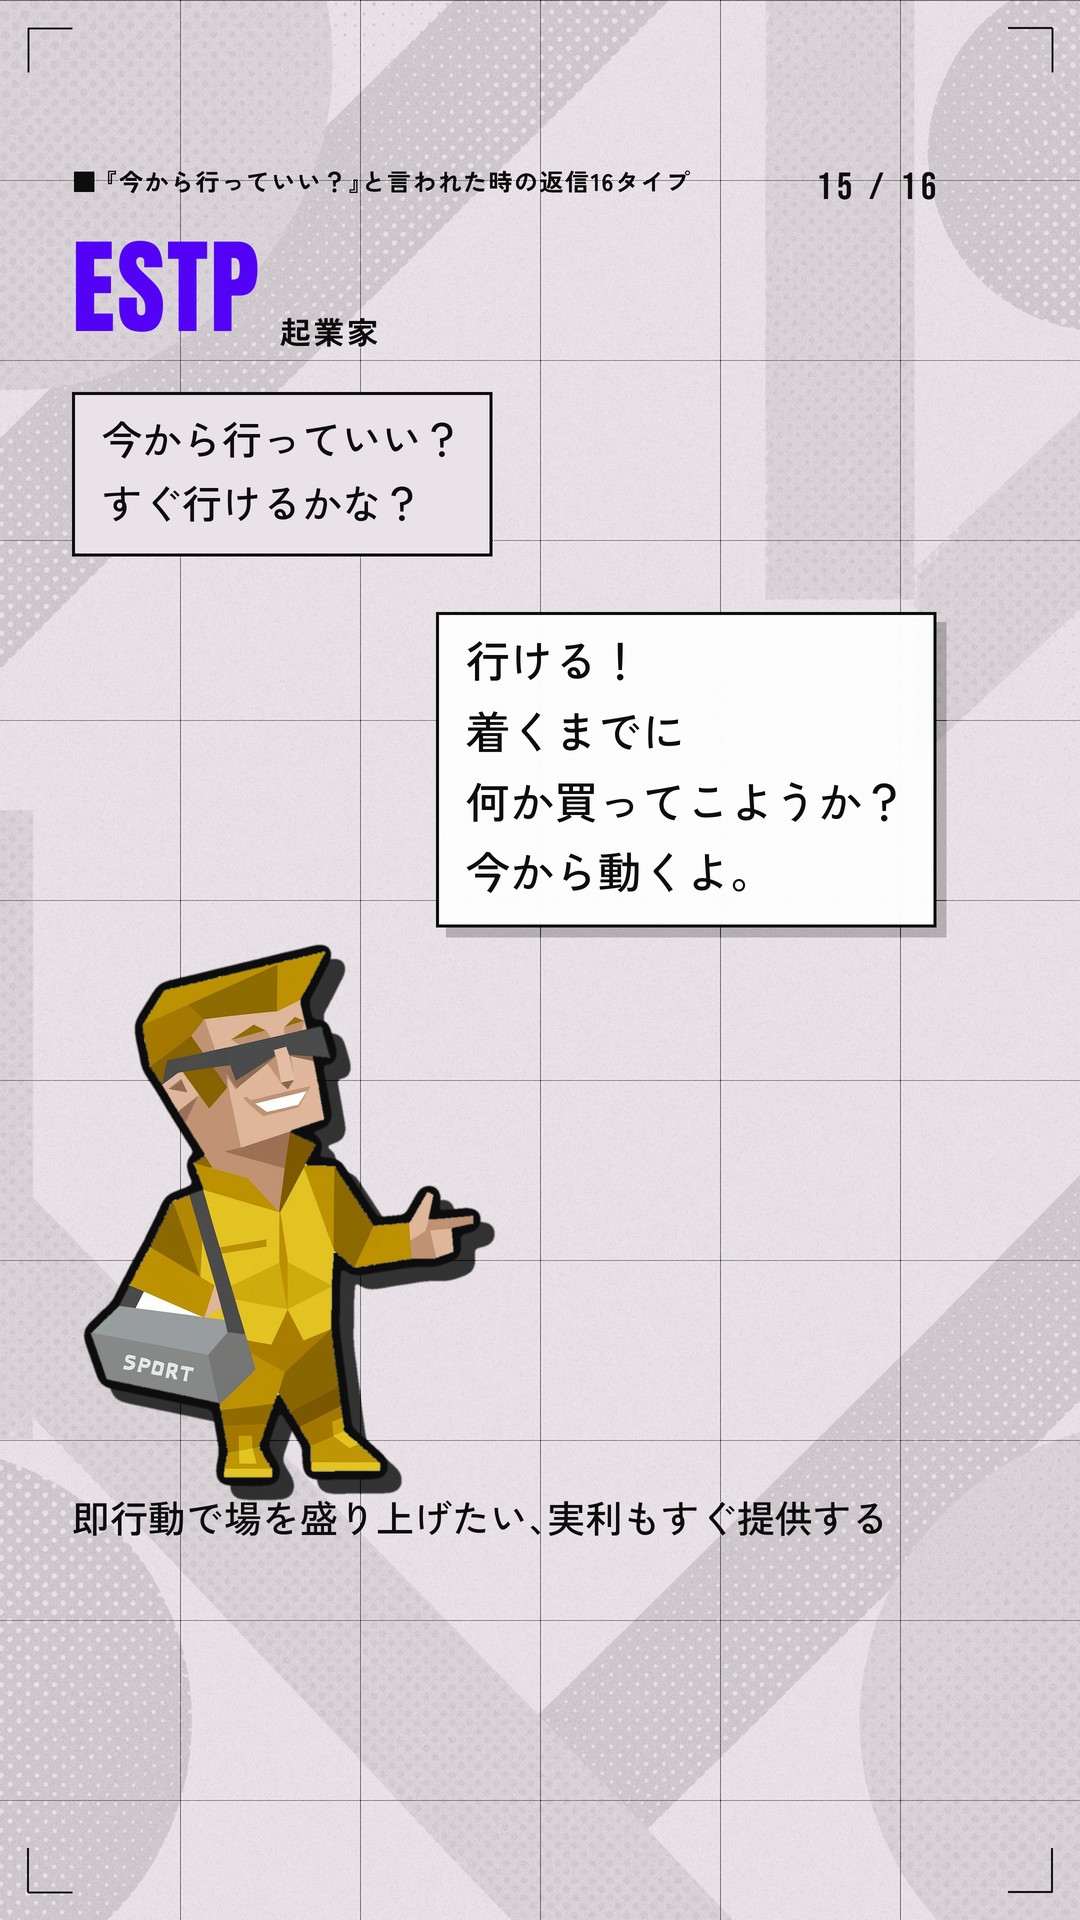 ■『今から行っていい？』と言われた時の返信16タイプ
15 / 16
ESTP
起業家
今から行っていい？
すぐ行けるかな？
行ける！
着くまでに
何か買ってこようか？
今から動くよ。
SPORT
即行動で場を盛り上げたい、実利もすぐ提供する